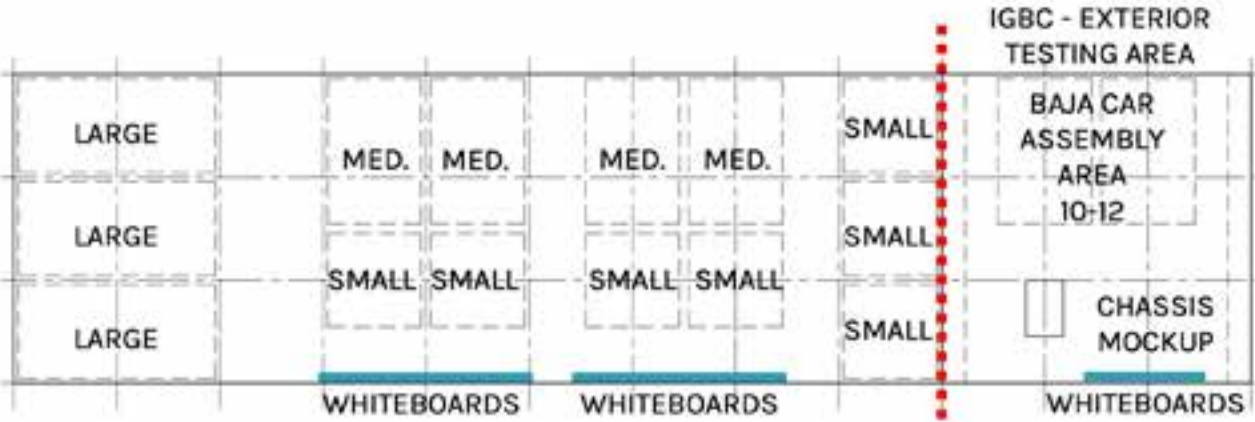 IGBC - EXTERIOR
TESTING AREA
LARGE
LARGE
LARGE
MED. MED.
SMALL SMALL
WHITEBOARDS
MED. MED.
SMALL SMALL
WHITEBOARDS
SMALL
SMALL
SMALL
BAJA CAR
ASSEMBLY
AREA
10-12
CHASSIS
MOCKUP
WHITEBOARDS